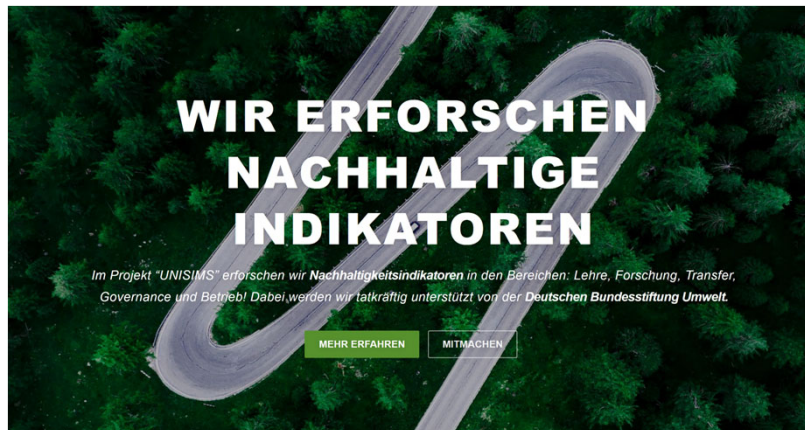 WIR ERFORSCHEN
NACHHALTIGE
INDIKATOREN
Im Projekt “UNISIMS” erforschen wir Nachhaltigkeitsindikatoren in den Bereichen: Lehre, Forschung, Transfer,
Governance und Betrieb! Dabei werden wir tatkräftig unterstützt von der Deutschen Bundesstiftung Umwelt.
MEHR ERFAHREN MITMACHEN